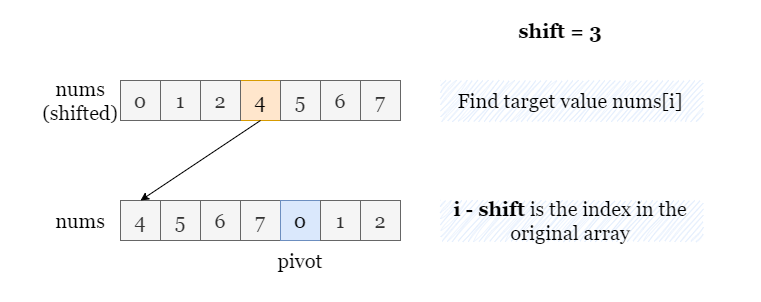 shift = 3
nums
(shifted)
0 1 2 4 5 6 7
Find target value nums[i]
nums
4 5 6 7 0 1 2
i - shift is the index in the
original array
pivot